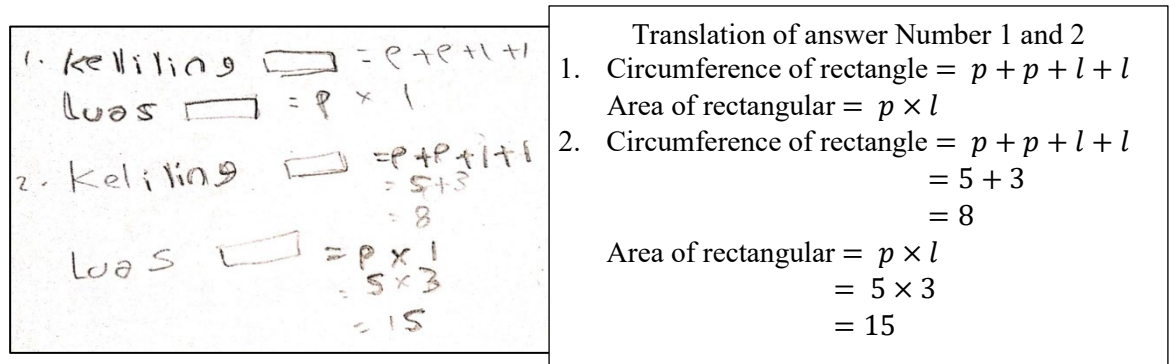 1. kelliling = p + p + l + l
luas = p × l
2. Keliling = p + p + l + l
= 5 + 3
= 8
luas = p × l
= 5 × 3
= 15
Translation of answer Number 1 and 2
1. Circumference of rectangle = p + p + l + l
Area of rectangular = p × l
2. Circumference of rectangle = p + p + l + l
= 5 + 3
= 8
Area of rectangular = p × l
= 5 × 3
= 15